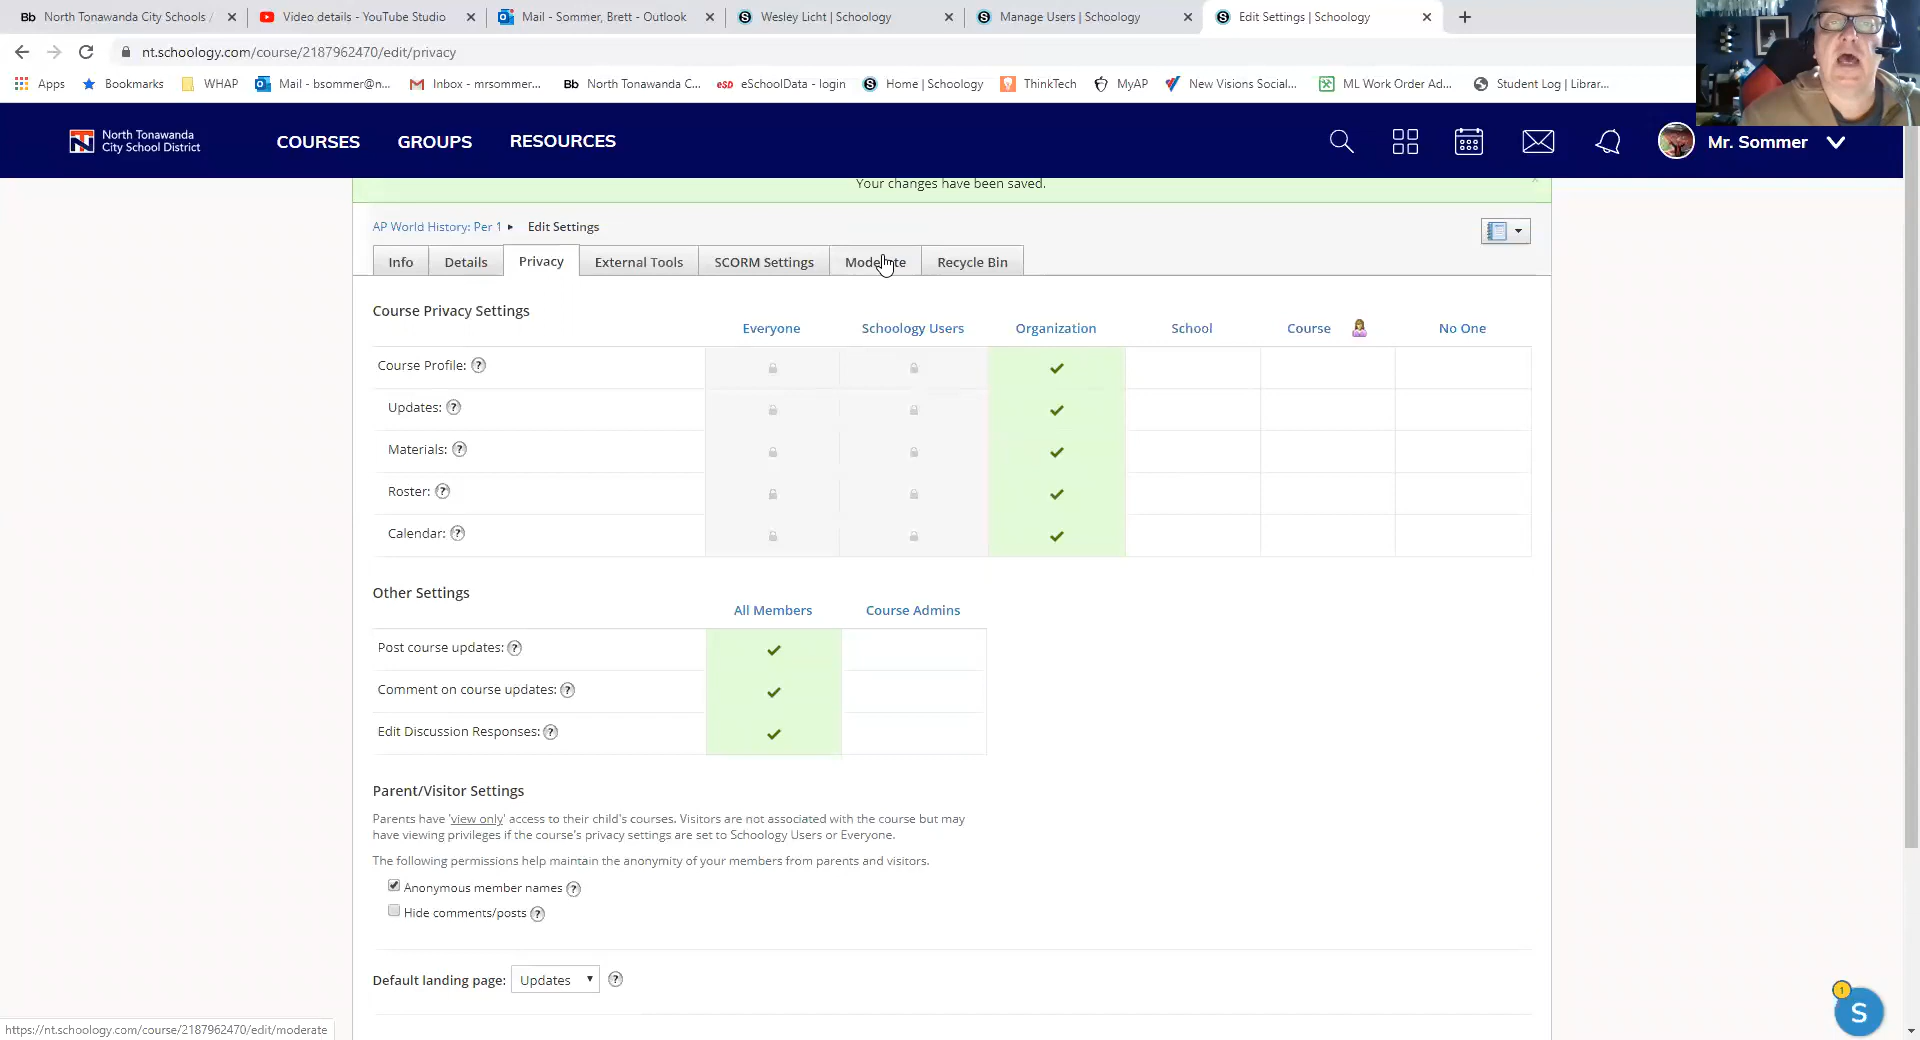 Bb North Tonawanda City Schools /
Video details - YouTube Studio
Mail - Sommer, Brett - Outlook
S Wesley Licht | Schoology
S Manage Users | Schoology
S Edit Settings | Schoology
nt.schoology.com/course/2187962470/edit/privacy
Apps
Bookmarks
WHAP
Mail - bsommer@n...
Inbox - mrsommer...
Bb North Tonawanda C...
esD eSchoolData - login
S Home | Schoology
ThinkTech
MyAP
New Visions Social...
ML Work Order Ad...
Student Log | Librar...
North Tonawanda
City School District
COURSES
GROUPS
RESOURCES
Mr. Sommer
Your changes have been saved.
AP World History: Per 1 ▸ Edit Settings
Info
Details
Privacy
External Tools
SCORM Settings
Moderate
Recycle Bin
Course Privacy Settings
Everyone
Schoology Users
Organization
School
Course
No One
Course Profile: ?
Updates: ?
Materials: ?
Roster: ?
Calendar: ?
Other Settings
All Members
Course Admins
Post course updates: ?
Comment on course updates: ?
Edit Discussion Responses: ?
Parent/Visitor Settings
Parents have 'view only' access to their child's courses. Visitors are not associated with the course but may
have viewing privileges if the course's privacy settings are set to Schoology Users or Everyone.
The following permissions help maintain the anonymity of your members from parents and visitors.
Anonymous member names ?
Hide comments/posts ?
Default landing page: Updates ?
https://nt.schoology.com/course/2187962470/edit/moderate
1
S